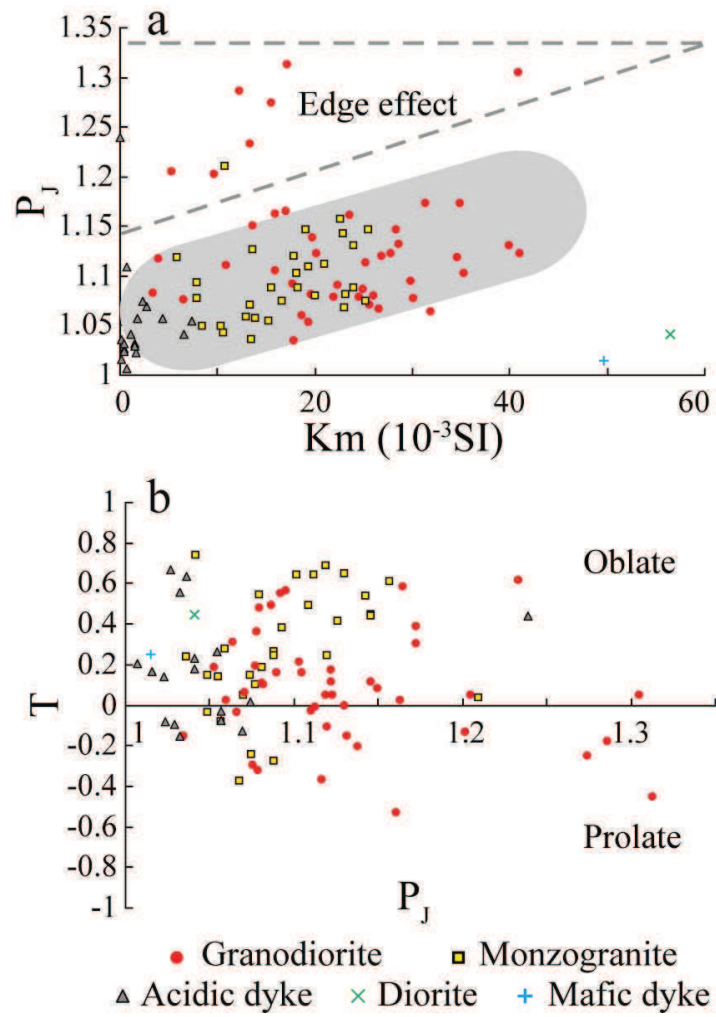 a
1.35
1.3
Edge effect
1.25
1.2
P_J
1.15
1.1
1.05
1
0
20
40
60
Km (10⁻³SI)
b
1
0.8
Oblate
0.6
0.4
0.2
T
0
1
1.1
1.2
1.3
-0.2
-0.4
-0.6
Prolate
-0.8
-1
P_J
Granodiorite Monzogranite
Acidic dyke Diorite Mafic dyke